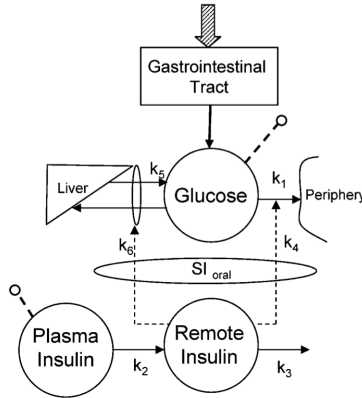 Gastrointestinal
Tract
Liver
k5
Glucose
k1
Periphery
k6
k4
SI oral
Plasma
Insulin
k2
Remote
Insulin
k3